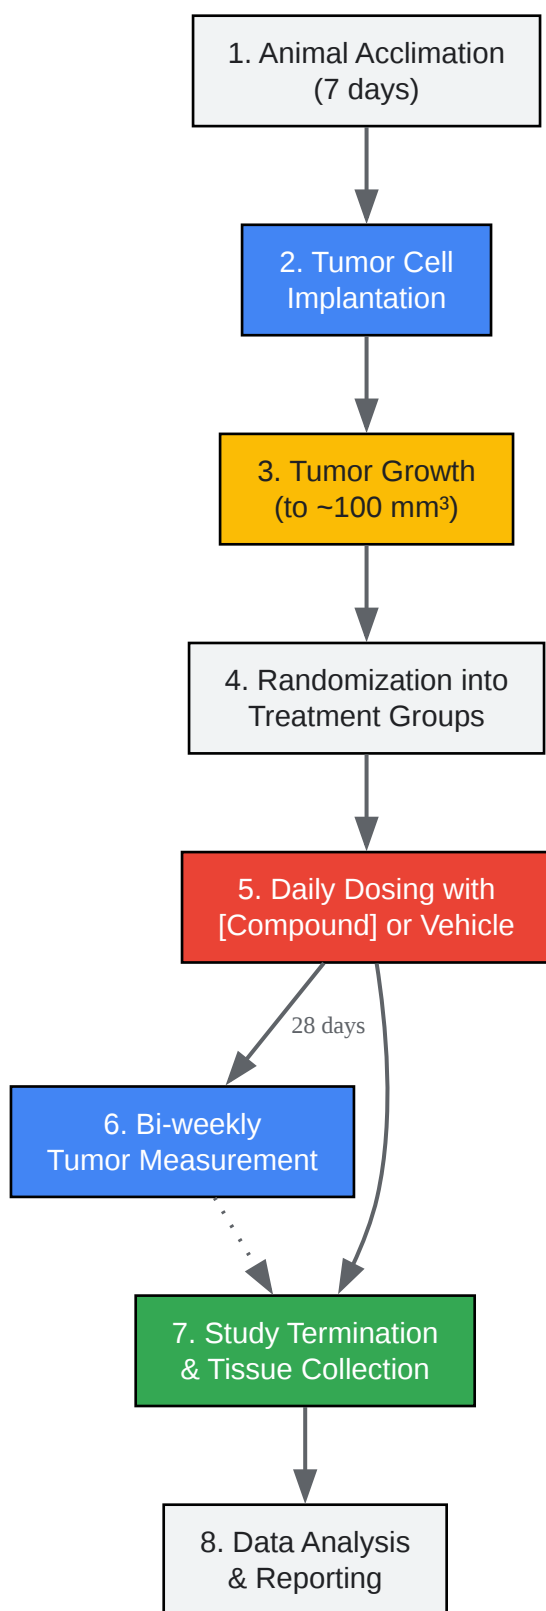 1. Animal Acclimation
(7 days)
2. Tumor Cell
Implantation
3. Tumor Growth
(to ~100 mm³)
4. Randomization into
Treatment Groups
5. Daily Dosing with
[Compound] or Vehicle
28 days
6. Bi-weekly
Tumor Measurement
7. Study Termination
& Tissue Collection
8. Data Analysis
& Reporting